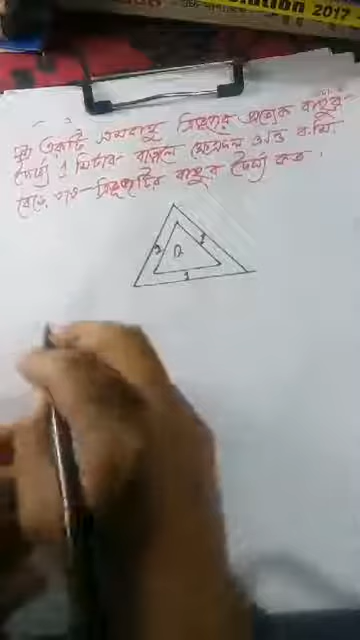 2017
একটি সমবাহু ত্রিভুজের প্রত্যেক বাহুর
দৈর্ঘ্য 1 মিটার বাড়লে ক্ষেত্রফল 3√3 ব.মি.
বেড়ে যায় ত্রিভুজটির বাহুর দৈর্ঘ্য কত
1
1
a
1